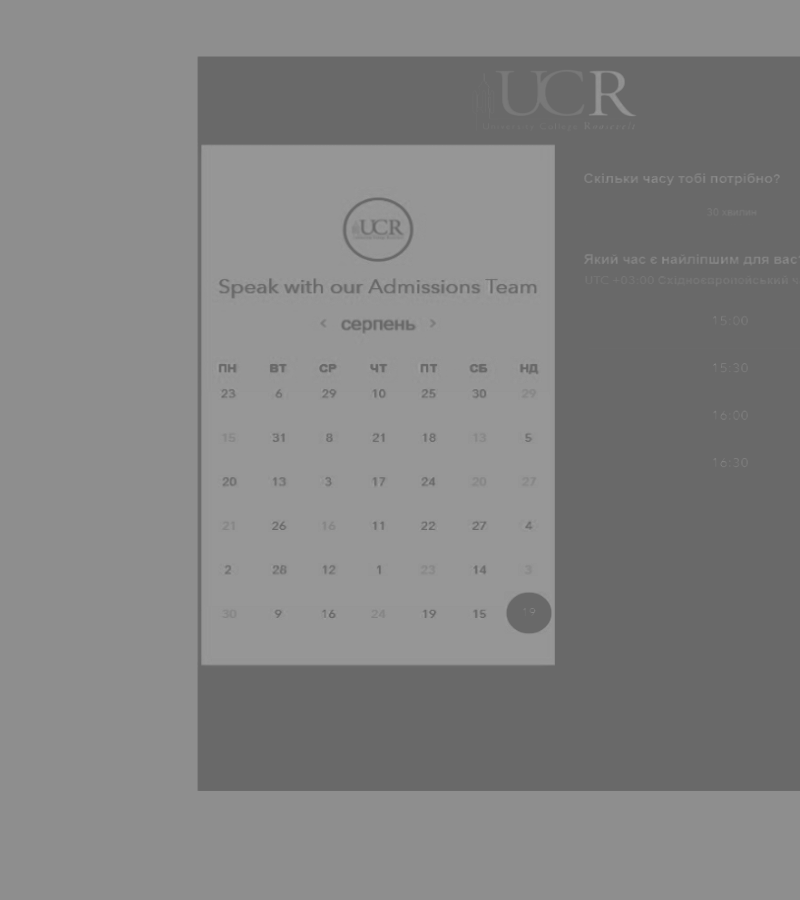 UCR
UCR
Speak with our Admissions Team
< серпень >
ПН ВТ СР ЧТ ПТ СБ НД
23 6 29 10 25 30 29
15 31 8 21 18 13 5
20 13 3 17 24 20 27
21 26 16 11 22 27 4
2 28 12 1 23 14 3
30 9 16 24 19 15 19
Скільки часу тобі потрібно?
30 хвилин
Який час є найліпшим для вас?
UTC +03:00 Східноєвропейський
15:00
15:30
16:00
16:30